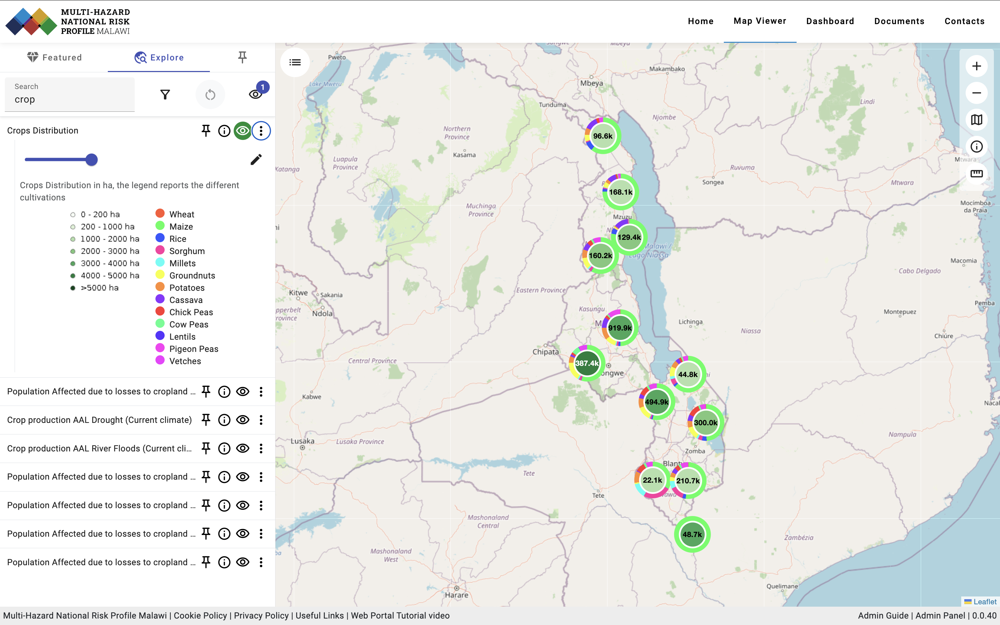 MULTI-HAZARD
NATIONAL RISK
PROFILE MALAWI
Home
Map Viewer
Dashboard
Documents
Contacts
Featured
Explore
Search
crop
1
Crops Distribution
Crops Distribution in ha, the legend reports the different
cultivations
0 - 200 ha
200 - 1000 ha
1000 - 2000 ha
2000 - 3000 ha
3000 - 4000 ha
4000 - 5000 ha
>5000 ha
Wheat
Maize
Rice
Sorghum
Millets
Groundnuts
Potatoes
Cassava
Chick Peas
Cow Peas
Lentils
Pigeon Peas
Vetches
Population Affected due to losses to cropland ...
Crop production AAL Drought (Current climate)
Crop production AAL River Floods (Current cli...
Population Affected due to losses to cropland ...
Population Affected due to losses to cropland ...
Population Affected due to losses to cropland ...
Population Affected due to losses to cropland ...
Songwe
Mbeya
Pweto
Makambako
Lake Mweru
Mbeya
Tunduma
Lindi
Njombe
Northern
Province
96.6k
Kasama
Luapula
Province
Mtwara
Katanga
Ruvuma
Songea
Mtwara
168.1k
Muchinga
Province
Mocímboa
da Praia
Mzuzu
129.4k
Malawi /
Lago Niassa
160.2k
Macomia
Cabo Delgado
Eastern Province
Kitwe
Sakania
Pemba
Kasungu
Ndola
Montepuez
Lichinga
919.9k
Niassa
Chiúre
Chipata
Central Province
387.4k
ongwe
44.8k
Kabwe
494.9k
Nacal
300.0k
Nampula
Lusaka
Lusaka Province
Zomba
Blant
Tete
22.1k
210.7k
Tete
Mashonaland
Central
48.7k
Zambézia
Mashonaland
West
Quelimane
Harare
Leaflet
Multi-Hazard National Risk Profile Malawi | Cookie Policy | Privacy Policy | Useful Links | Web Portal Tutorial video
Admin Guide | Admin Panel | 0.0.40